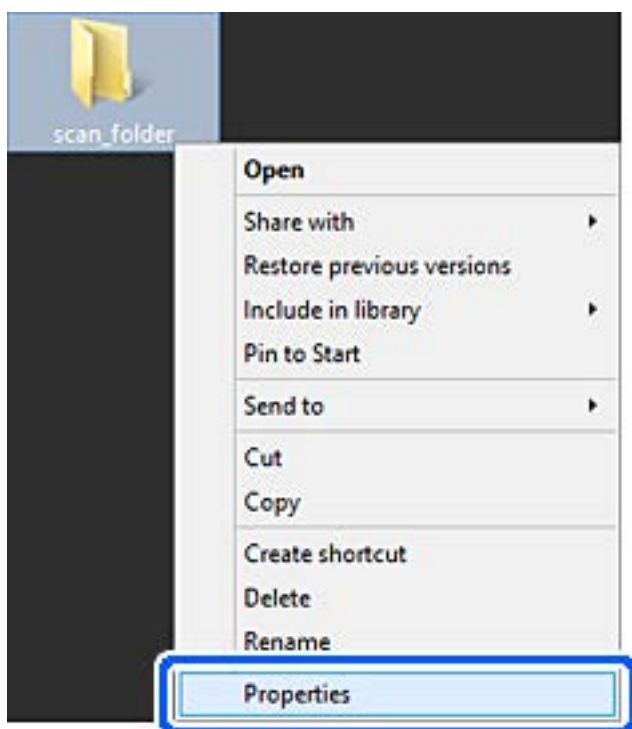 scan_folder
Open
Share with
Restore previous versions
Include in library
Pin to Start
Send to
Cut
Copy
Create shortcut
Delete
Rename
Properties